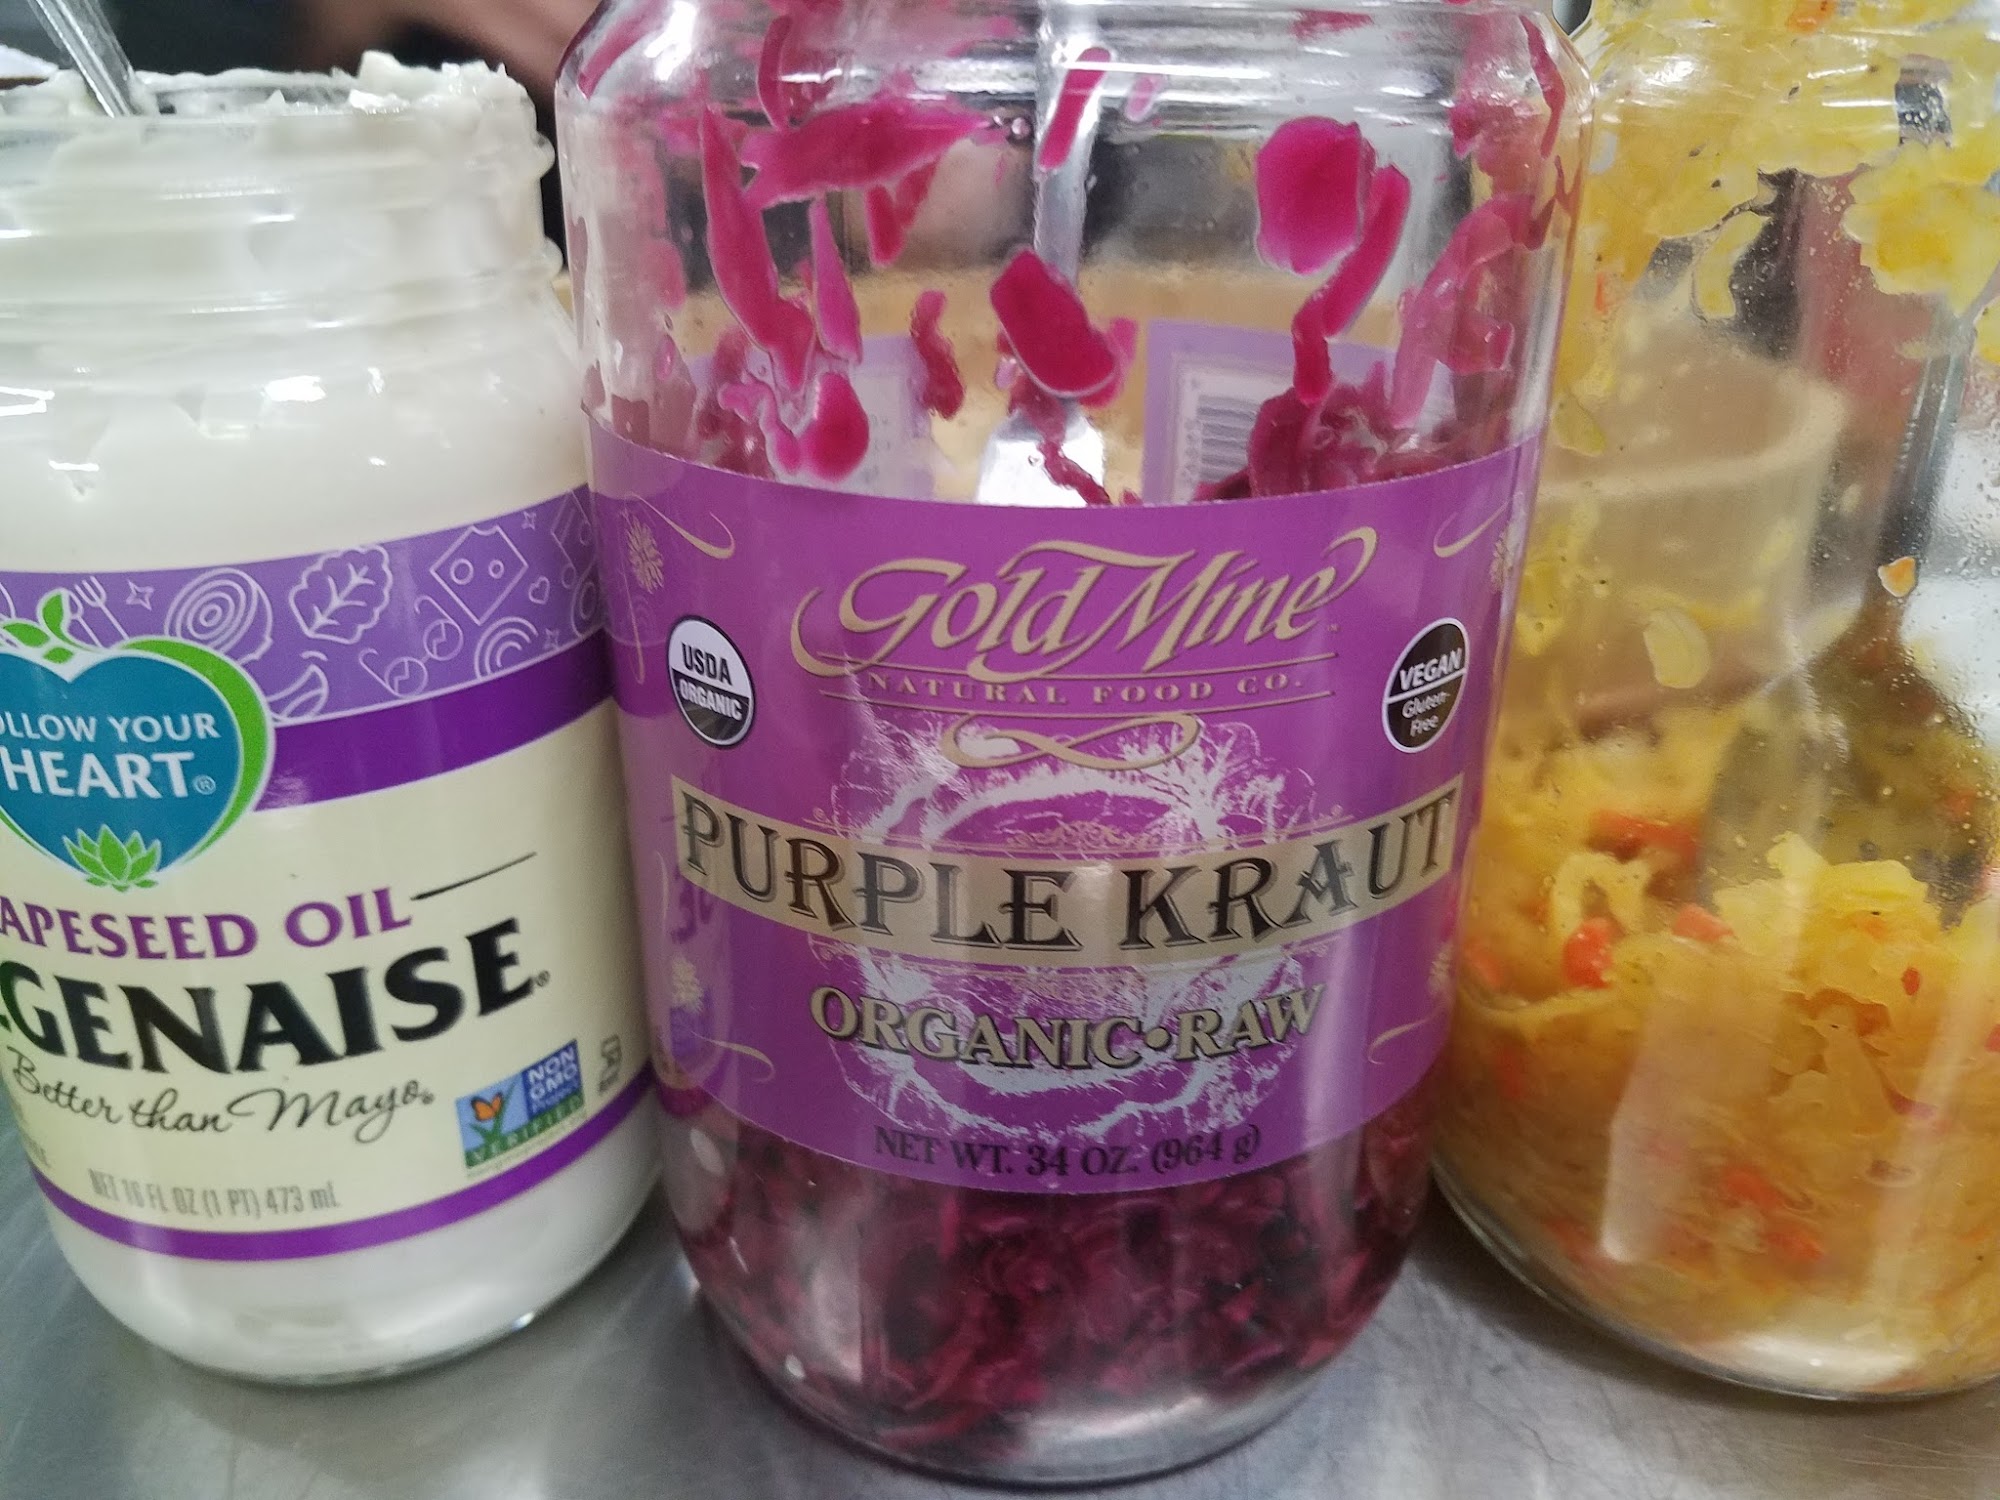 OLLOW YOUR
HEART®
APESEED OIL
GENAISE®
Better than Mayo®
NON
GMO
Project
VERIFIED
NET 16 FL OZ (1 PT) 473 mL
Gold Mine™
NATURAL FOOD CO.
USDA
ORGANIC
VEGAN
Gluten-
Free
PURPLE KRAUT
ORGANIC•RAW
NET WT. 34 OZ. (964 g)